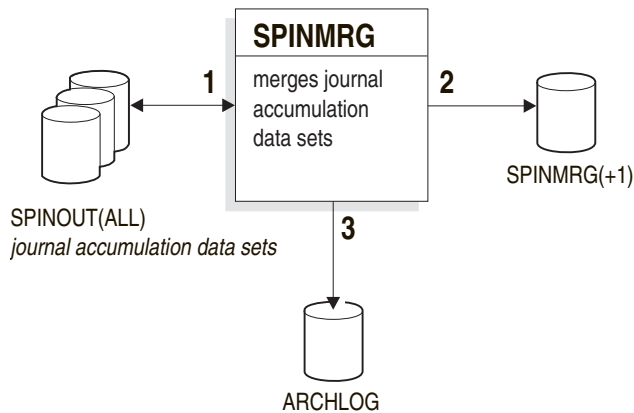 SPINMRG
merges journal
accumulation
data sets
1
2
3
SPINOUT(ALL)
journal accumulation data sets
SPINMRG(+1)
ARCHLOG